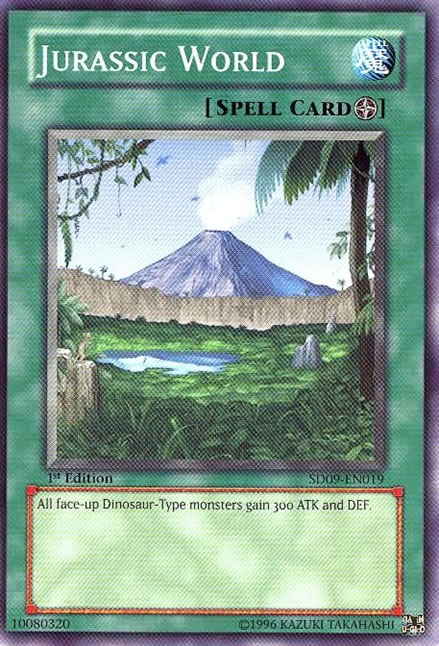 JURASSIC WORLD
魔
[SPELL CARD]
1st Edition
SD09-EN019
All face-up Dinosaur-Type monsters gain 300 ATK and DEF.
10080320
©1996 KAZUKI TAKAHASHI